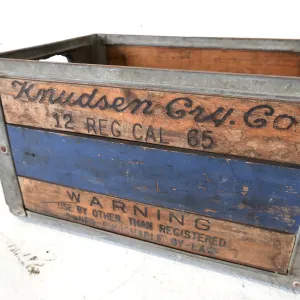 Knudsen Cry. Co
12 REG CAL 65
WARNING
USE BY OTHER THAN REGISTERED
BY LAW